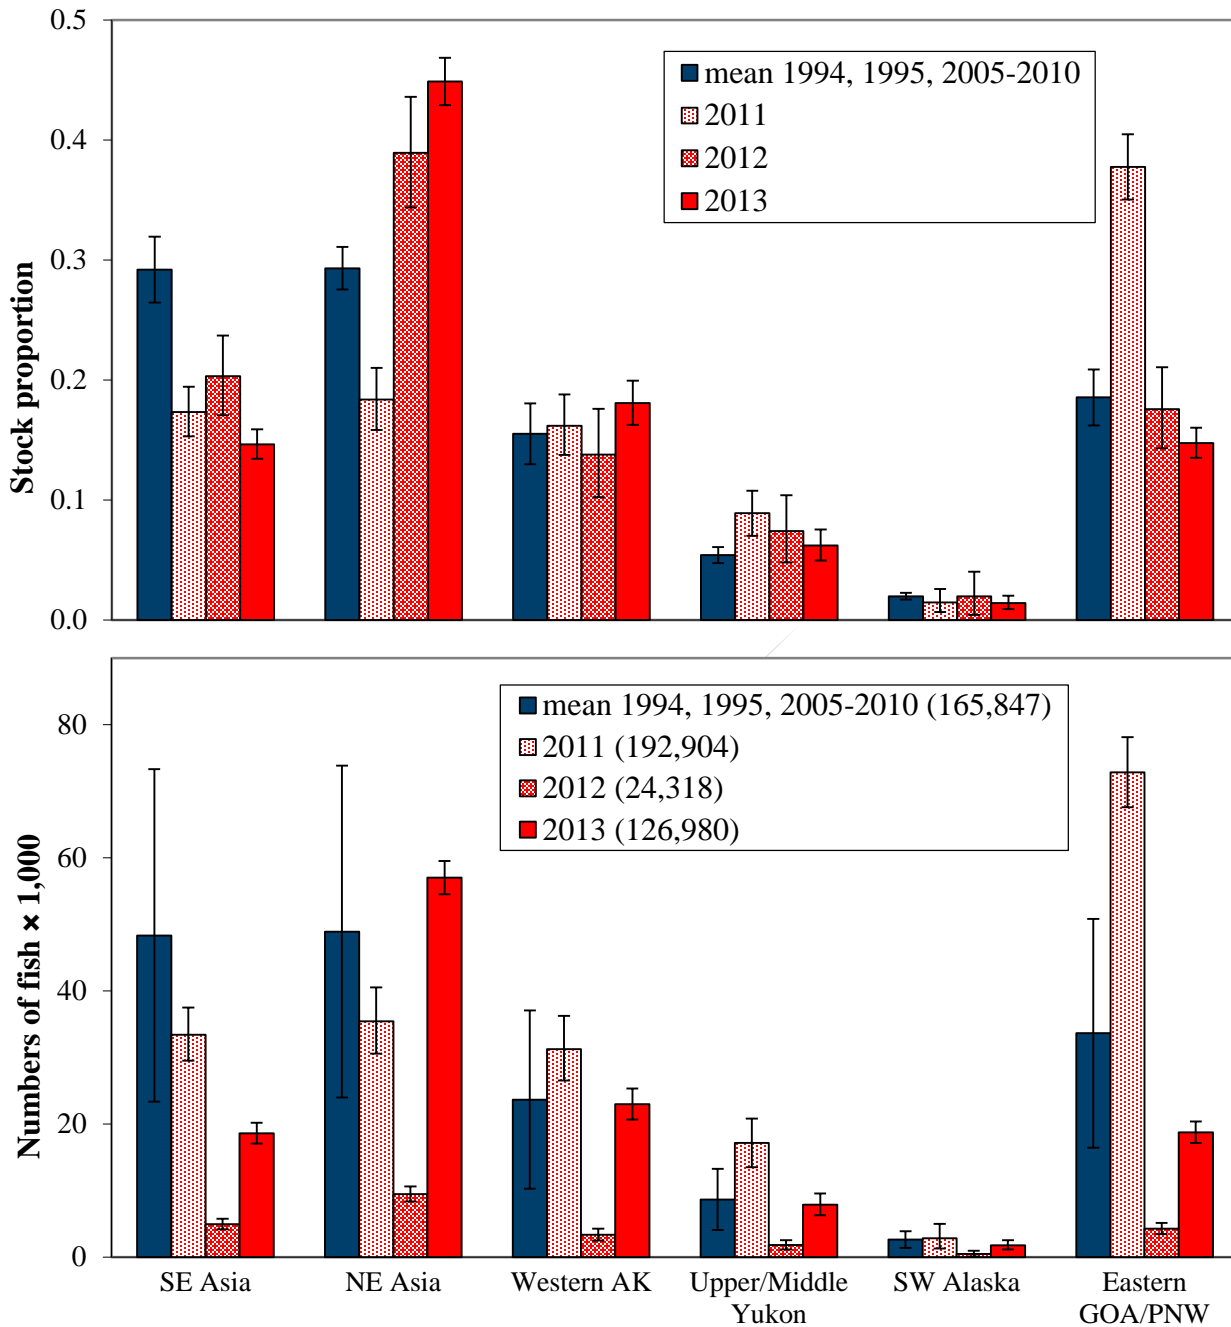 0.5
0.4
0.3
0.2
0.1
0.0
Stock proportion
mean 1994, 1995, 2005-2010
2011
2012
2013
80
60
40
20
0
Numbers of fish × 1,000
mean 1994, 1995, 2005-2010 (165,847)
2011 (192,904)
2012 (24,318)
2013 (126,980)
SE Asia
NE Asia
Western AK
Upper/Middle
Yukon
SW Alaska
Eastern
GOA/PNW